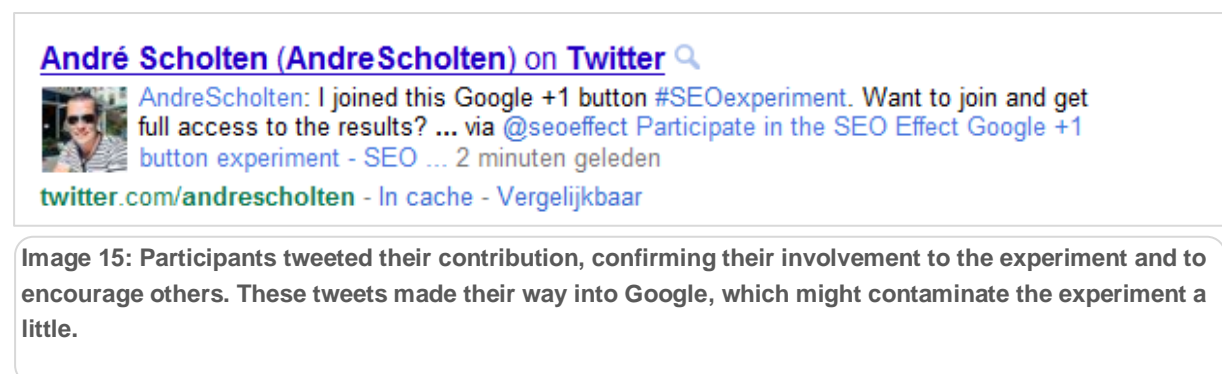 André Scholten (AndreScholten) on Twitter
AndreScholten: I joined this Google +1 button #SEOexperiment. Want to join and get
full access to the results? ... via @seoeffect Participate in the SEO Effect Google +1
button experiment - SEO ... 2 minuten geleden
twitter.com/andrescholten - In cache - Vergelijkbaar
Image 15: Participants tweeted their contribution, confirming their involvement to the experiment and to
encourage others. These tweets made their way into Google, which might contaminate the experiment a
little.